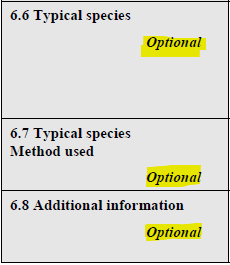 6.6 Typical species
Optional
6.7 Typical species
Method used
Optional
6.8 Additional information
Optional